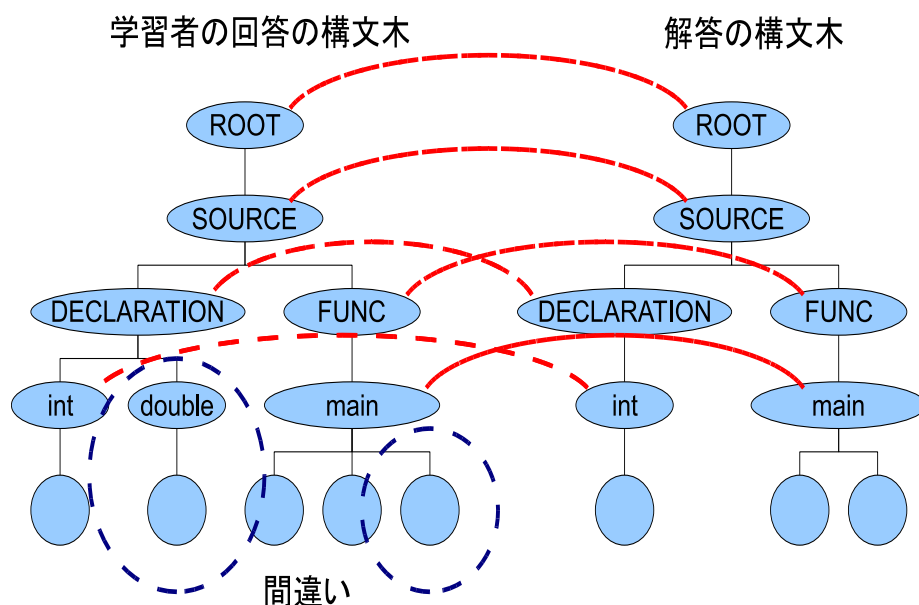 学習者の回答の構文木
解答の構文木
ROOT
ROOT
SOURCE
SOURCE
DECLARATION
FUNC
DECLARATION
FUNC
int
double
main
int
main
間違い